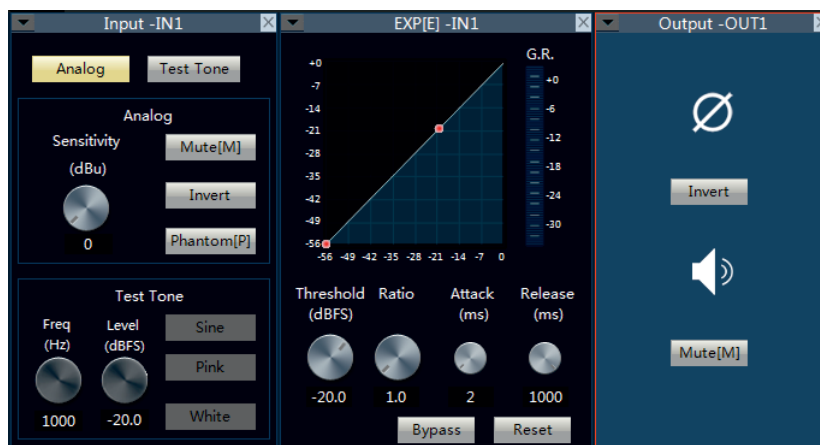 Input -IN1
Analog
Test Tone
Analog
Sensitivity
(dBu)
0
Mute[M]
Invert
Phantom[P]
Test Tone
Freq
(Hz)
1000
Level
(dBFS)
-20.0
Sine
Pink
White
EXP[E] -IN1
+0
-7
-14
-21
-28
-35
-42
-49
-56
-56 -49 -42 -35 -28 -21 -14 -7 0
G.R.
+0
-6
-12
-18
-24
-30
Threshold
(dBFS)
-20.0
Ratio
1.0
Attack
(ms)
2
Release
(ms)
1000
Bypass
Reset
Output -OUT1
Invert
Mute[M]